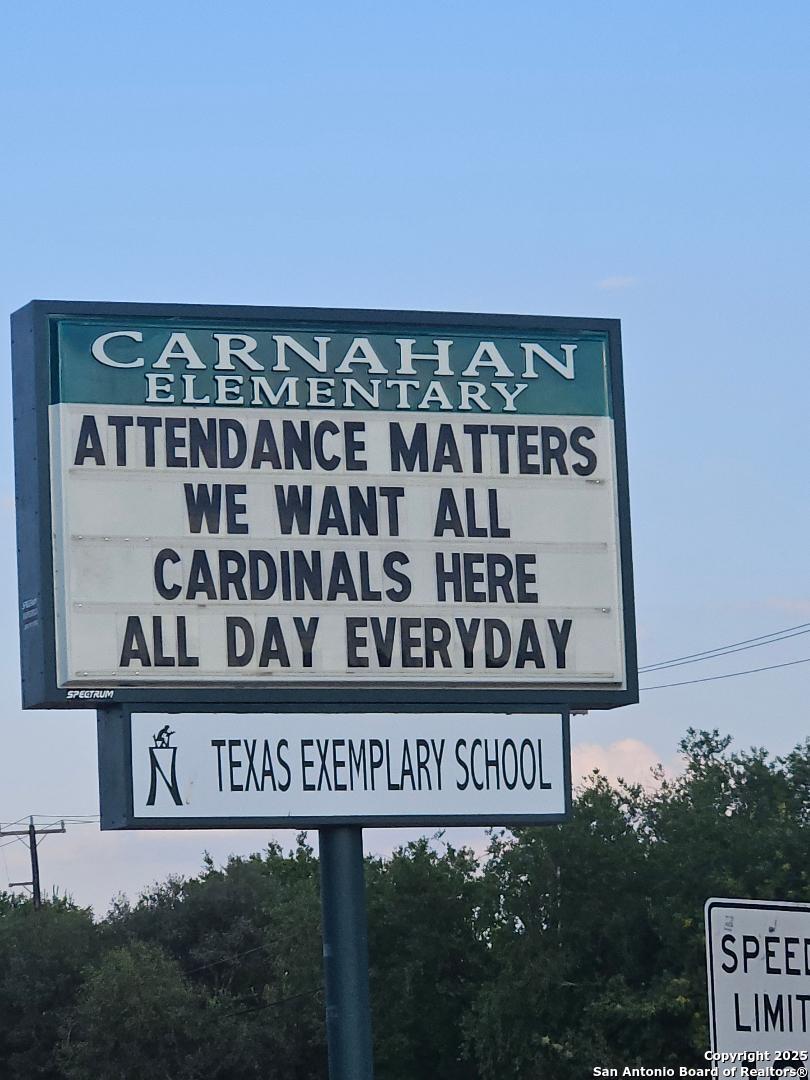 CARNAHAN
ELEMENTARY
ATTENDANCE MATTERS
WE WANT ALL
CARDINALS HERE
ALL DAY EVERYDAY
SPECTRUM
N
TEXAS EXEMPLARY SCHOOL
SPEED
LIMIT
Copyright 2025
San Antonio Board of Realtors®